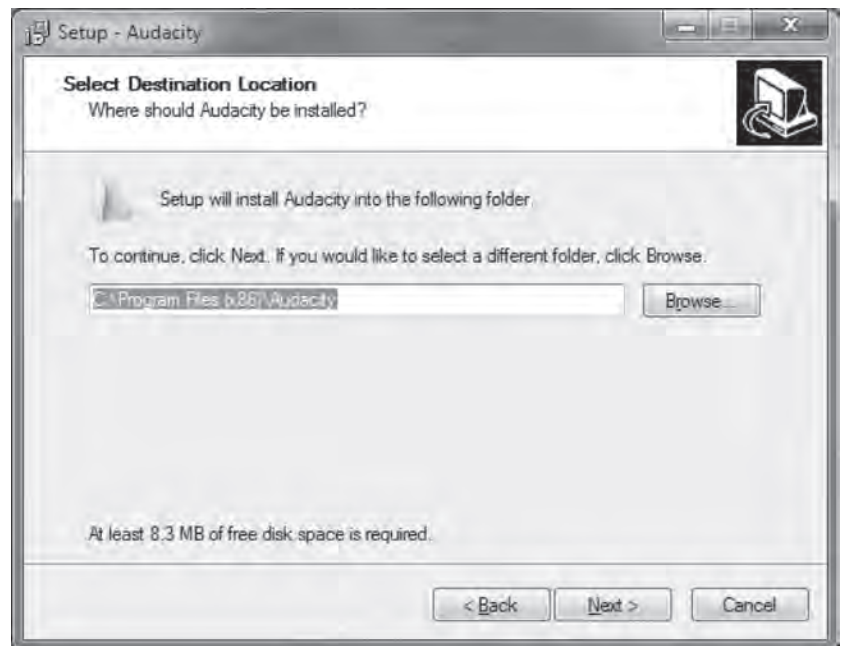 Setup - Audacity
Select Destination Location
Where should Audacity be installed?
Setup will install Audacity into the following folder
To continue, click Next. If you would like to select a different folder, click Browse.
C:\Program Files (x86)\Audacity
Browse...
At least 8.3 MB of free disk space is required.
< Back
Next >
Cancel